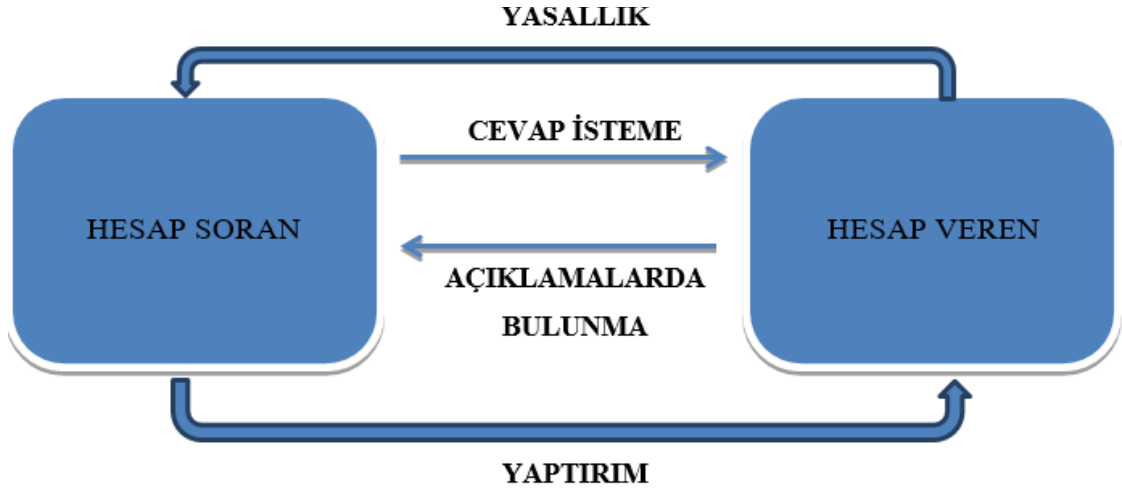 YASALLIK
CEVAP İSTEME
HESAP SORAN
HESAP VEREN
AÇIKLAMALARDA
BULUNMA
YAPTIRIM